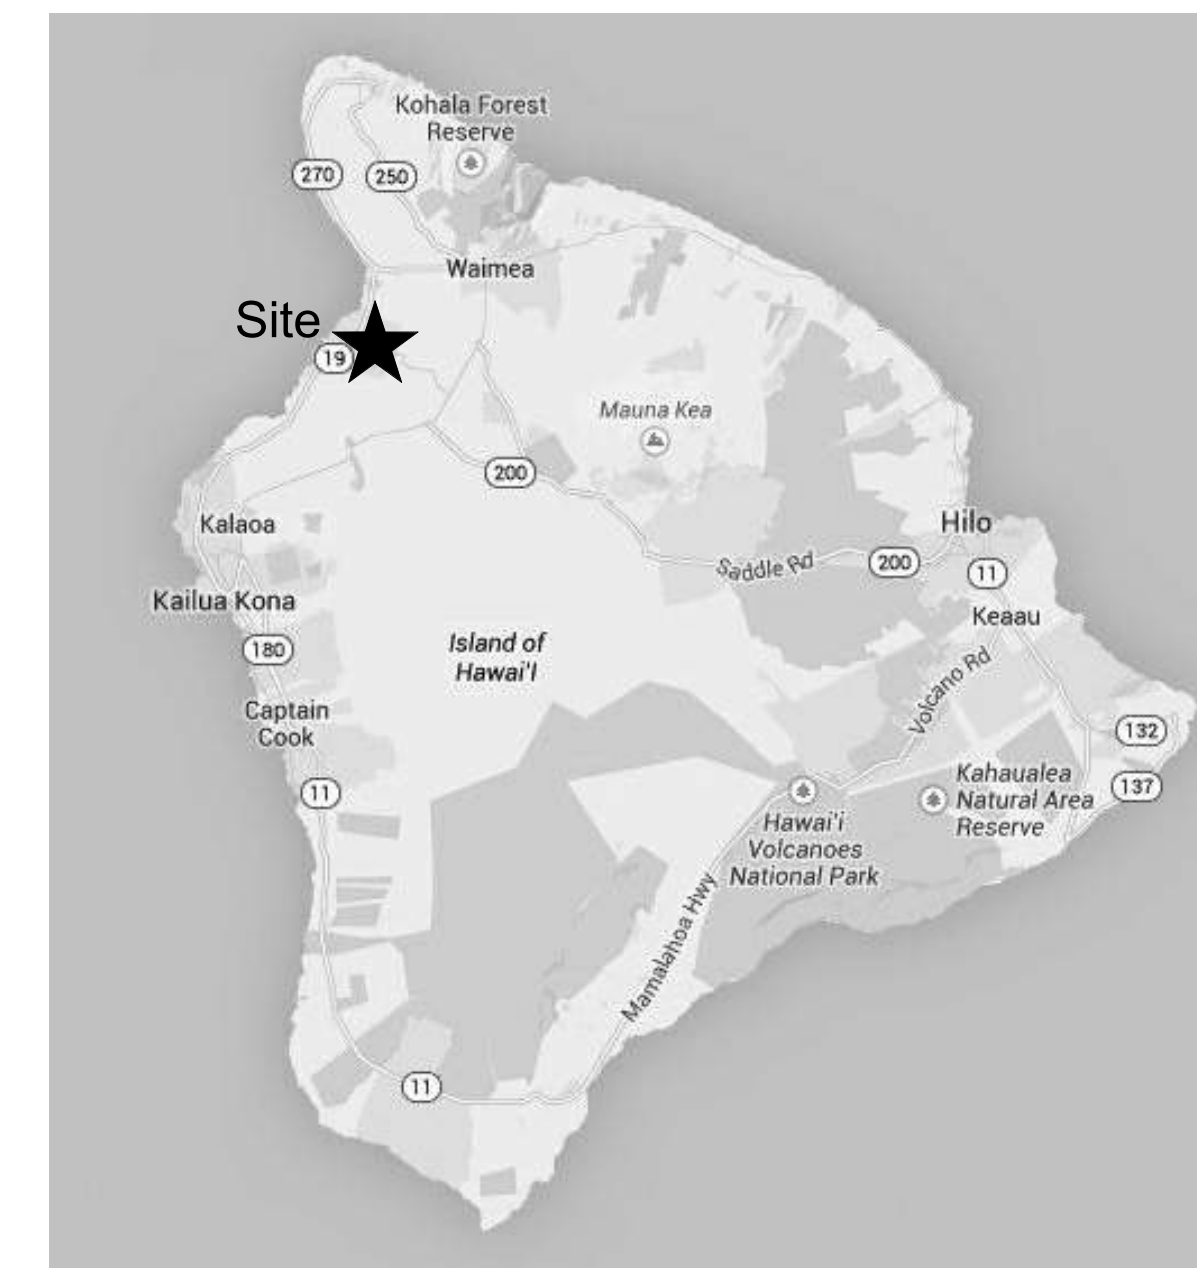 Kohala Forest
Reserve
270
250
Waimea
Site
19
Mauna Kea
200
Kalaoa
Hilo
Saddle Rd
200
11
Kailua Kona
Keaau
180
Island of
Hawai'I
Volcano Rd
Captain
Cook
132
11
Kahaualea
Natural Area
Reserve
137
Hawai'i
Volcanoes
National Park
Mamalahoa Hwy
11